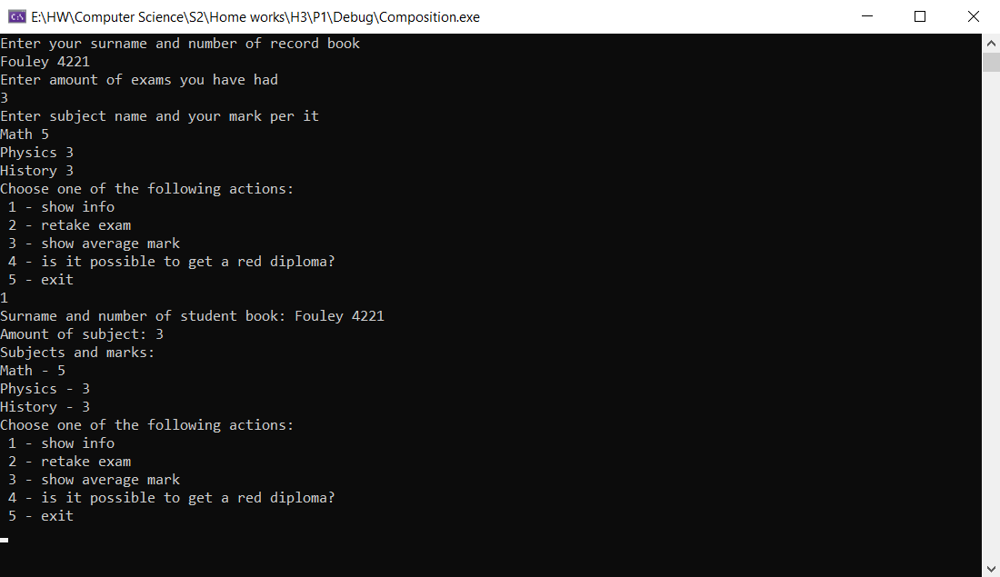 E:\HW\Computer Science\S2\Home works\H3\P1\Debug\Composition.exe
Enter your surname and number of record book
Fouley 4221
Enter amount of exams you have had
3
Enter subject name and your mark per it
Math 5
Physics 3
History 3
Choose one of the following actions:
1 - show info
2 - retake exam
3 - show average mark
4 - is it possible to get a red diploma?
5 - exit
1
Surname and number of student book: Fouley 4221
Amount of subject: 3
Subjects and marks:
Math - 5
Physics - 3
History - 3
Choose one of the following actions:
1 - show info
2 - retake exam
3 - show average mark
4 - is it possible to get a red diploma?
5 - exit